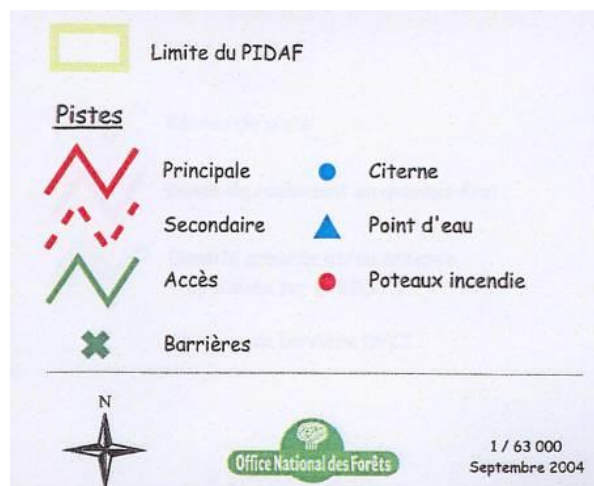 Limite du PIDAF
Pistes
Principale
Citerne
Secondaire
Point d'eau
Accès
Poteaux incendie
Barrières
N
Office National des Forêts
1 / 63 000
Septembre 2004